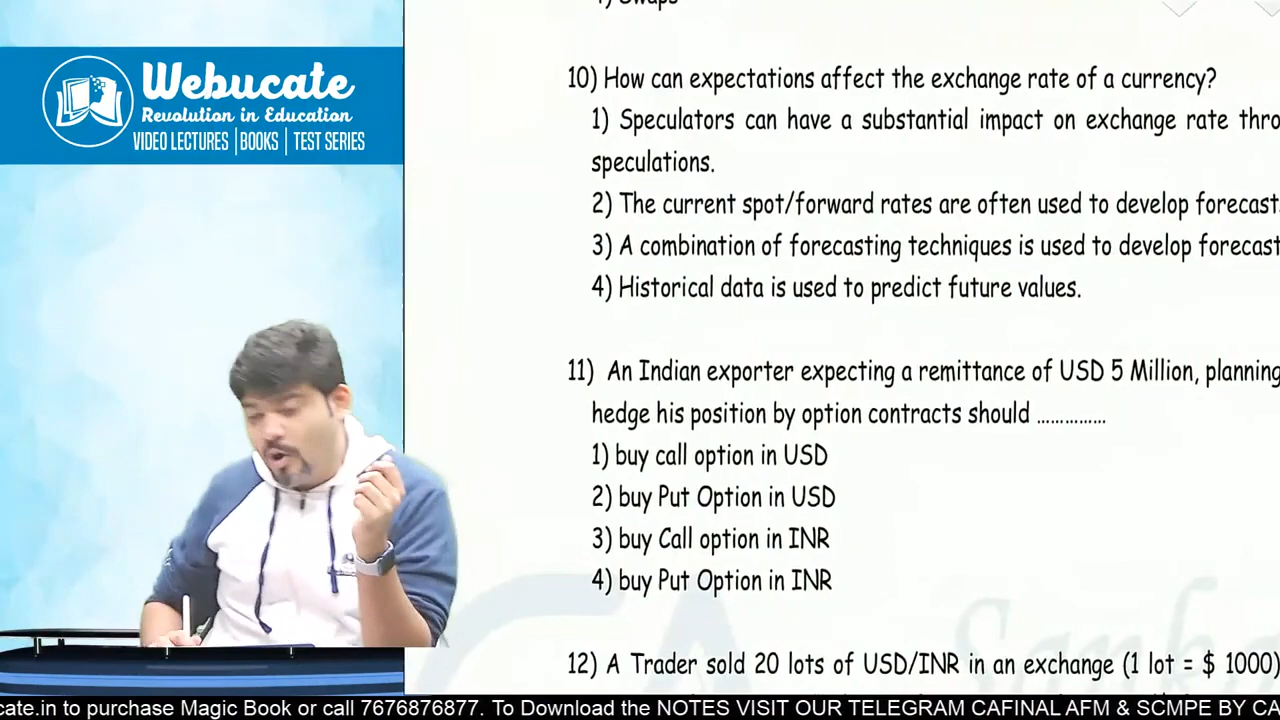 Webucate
Revolution in Education
VIDEO LECTURES | BOOKS | TEST SERIES
10) How can expectations affect the exchange rate of a currency?
1) Speculators can have a substantial impact on exchange rate thro
speculations.
2) The current spot/forward rates are often used to develop forecast
3) A combination of forecasting techniques is used to develop forecast
4) Historical data is used to predict future values.
11) An Indian exporter expecting a remittance of USD 5 Million, planning
hedge his position by option contracts should ...............
1) buy call option in USD
2) buy Put Option in USD
3) buy Call option in INR
4) buy Put Option in INR
12) A Trader sold 20 lots of USD/INR in an exchange (1 lot = $ 1000)
cate.in to purchase Magic Book or call 7676876877. To Download the NOTES VISIT OUR TELEGRAM CAFINAL AFM & SCMPE BY CA